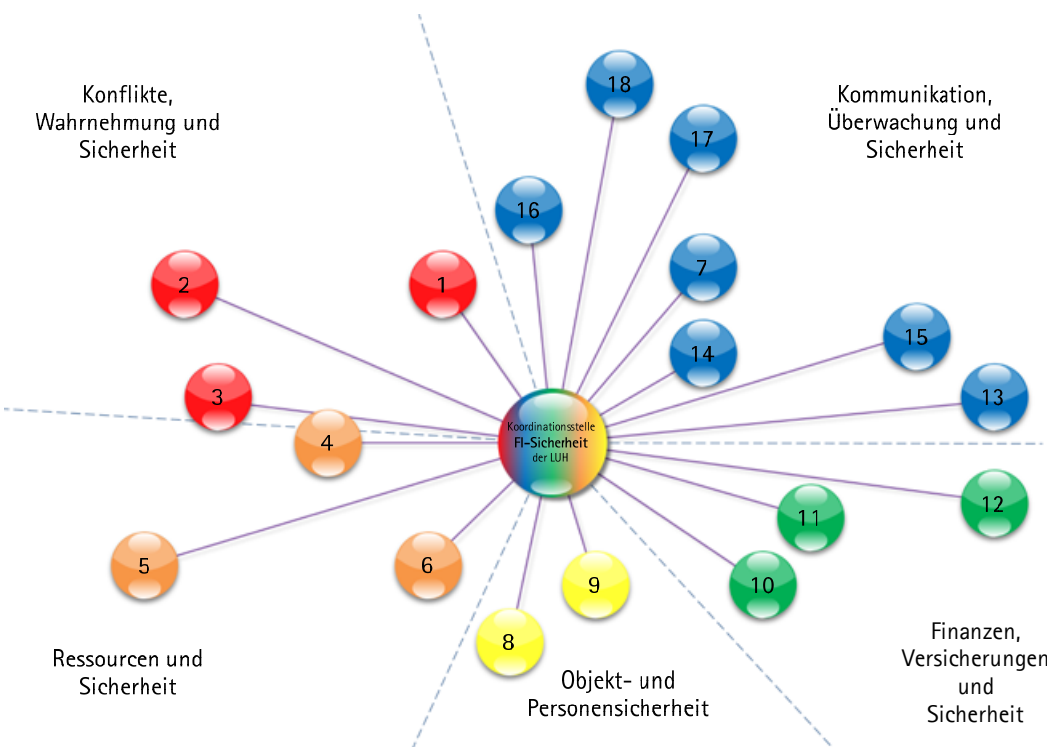 Konflikte,
Wahrnehmung und
Sicherheit
Kommunikation,
Überwachung und
Sicherheit
18
17
16
7
2
1
15
14
3
13
4
Koordinationsstelle
FI-Sicherheit
der LUH
12
11
5
6
9
10
8
Ressourcen und
Sicherheit
Objekt- und
Personensicherheit
Finanzen,
Versicherungen
und
Sicherheit